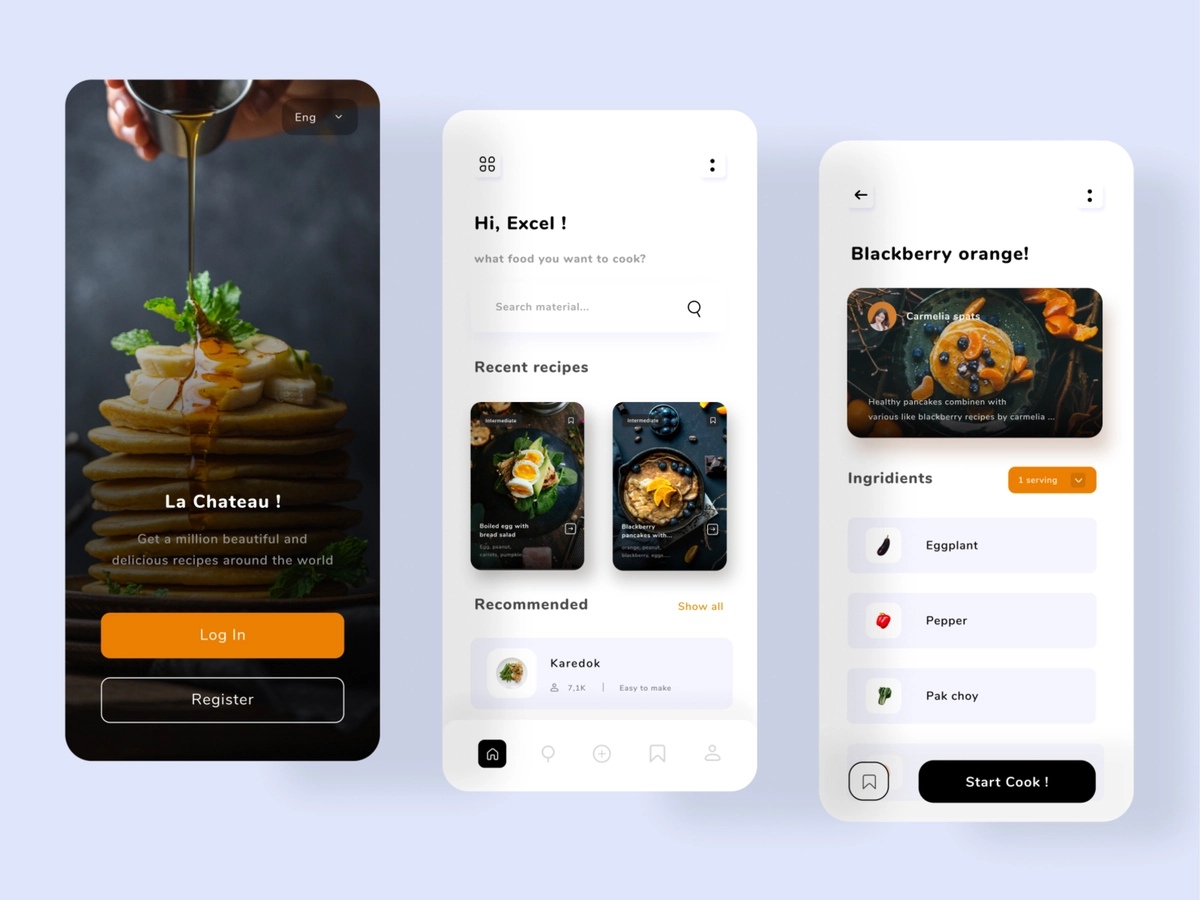 Eng
La Chateau !
Get a million beautiful and
delicious recipes around the world
Log In
Register
Hi, Excel !
what food you want to cook?
Search material...
Recent recipes
Intermediate
Boiled egg with
bread salad
Egg, peanut,
carrots, pumpkin
Intermediate
Blackberry
pancakes with...
orange, peanut,
blackberry, eggs....
Recommended
Show all
Karedok
7,1K
Easy to make
Blackberry orange!
Carmelia spats
Healthy pancakes combinen with
various like blackberry recipes by carmelia ...
Ingridients
1 serving
Eggplant
Pepper
Pak choy
Start Cook !